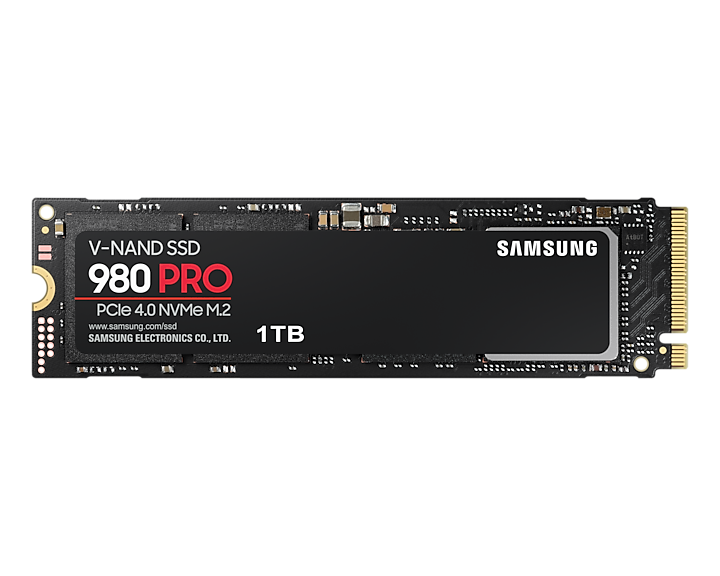 V-NAND SSD
980 PRO
PCIe 4.0 NVMe M.2
www.samsung.com/ssd
SAMSUNG ELECTRONICS CO., LTD.
1TB
SAMSUNG